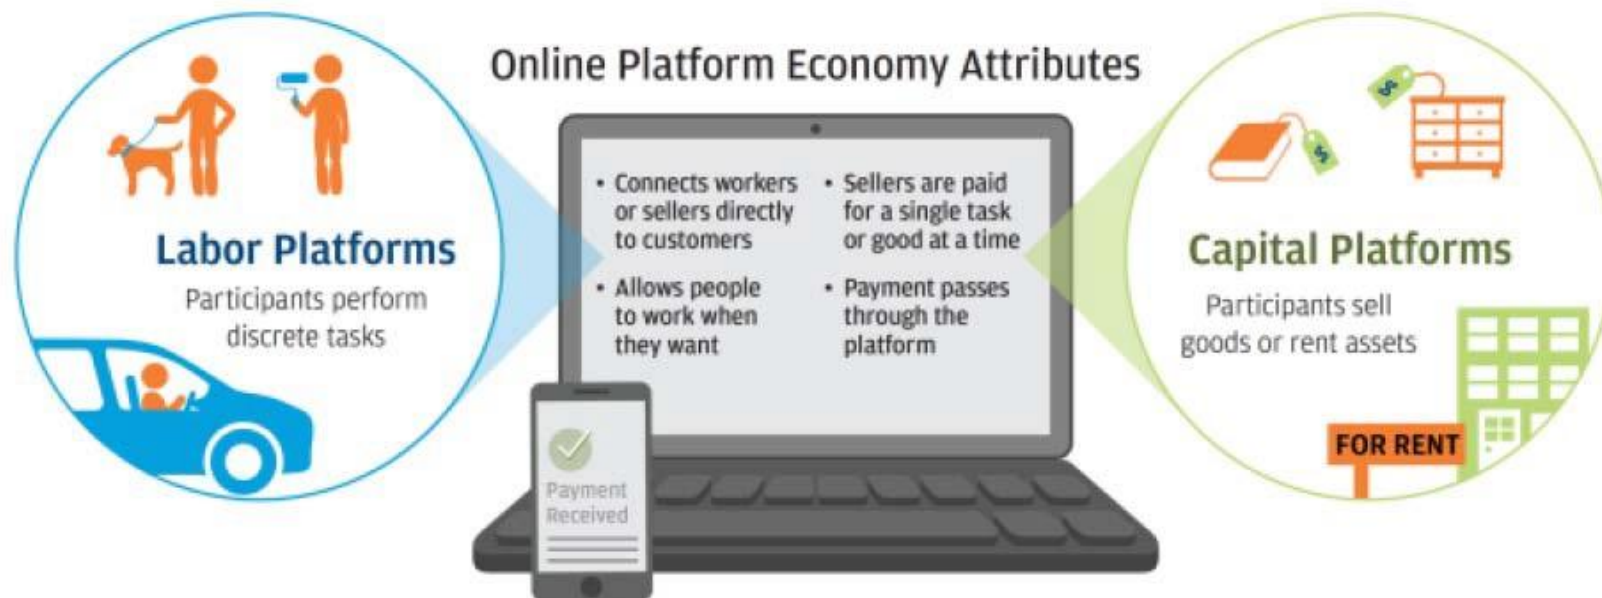 Online Platform Economy Attributes
Labor Platforms
Participants perform
discrete tasks
• Connects workers
or sellers directly
to customers
• Allows people
to work when
they want
• Sellers are paid
for a single task
or good at a time
• Payment passes
through the
platform
Payment
Received
$
$
Capital Platforms
Participants sell
goods or rent assets
FOR RENT